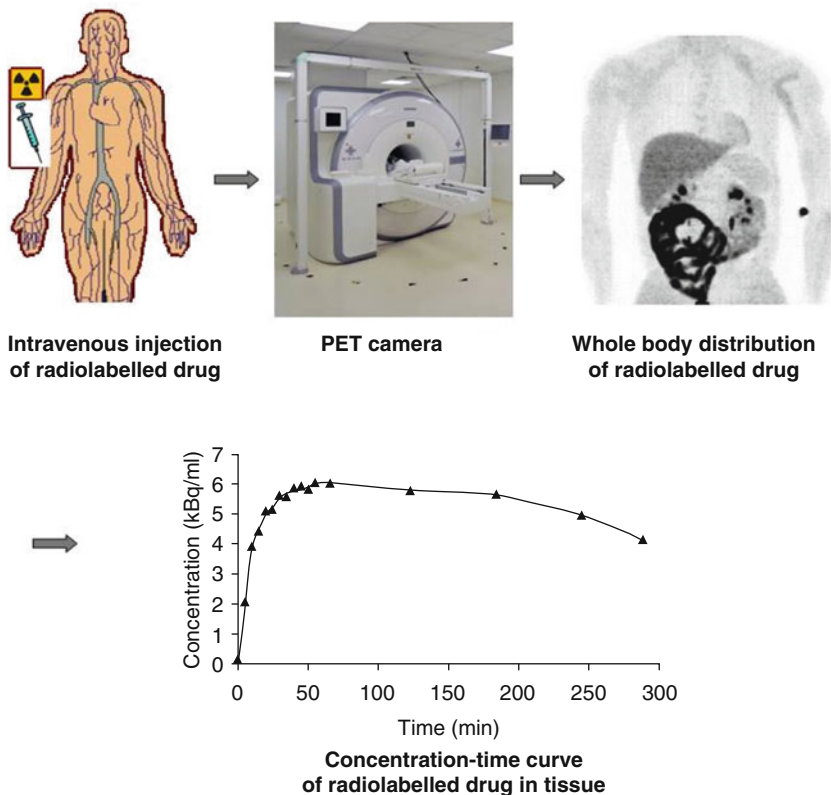 Intravenous injection
of radiolabelled drug
PET camera
Whole body distribution
of radiolabelled drug
Concentration (kBq/ml)
7
6
5
4
3
2
1
0
0 50 100 150 200 250 300
Time (min)
Concentration-time curve
of radiolabelled drug in tissue